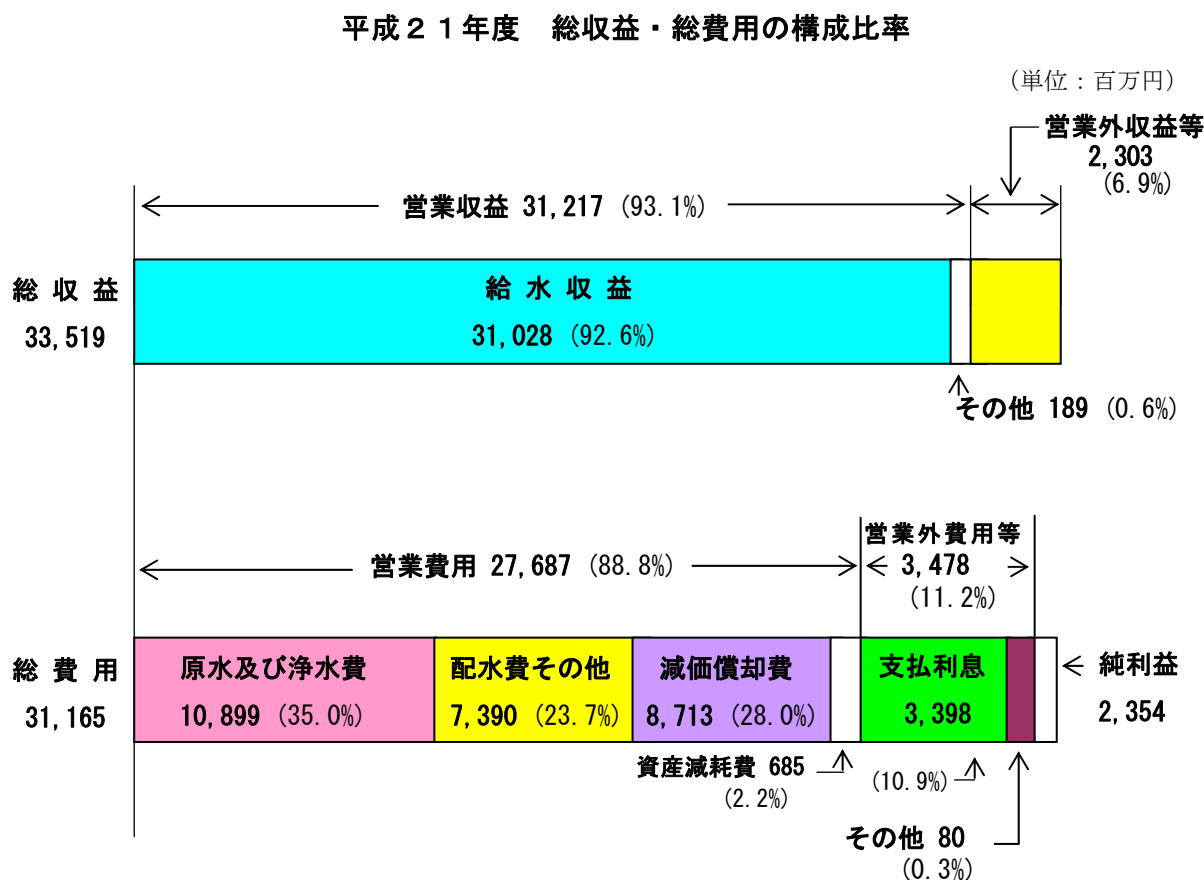 平成２１年度　総収益・総費用の構成比率
（単位：百万円）
営業外収益等
2,303
(6.9%)
営業収益 31,217 (93.1%)
総収益
33,519
給水収益
31,028 (92.6%)
その他 189 (0.6%)
営業費用 27,687 (88.8%)
営業外費用等
3,478
(11.2%)
総費用
31,165
原水及び浄水費
10,899 (35.0%)
配水費その他
7,390 (23.7%)
減価償却費
8,713 (28.0%)
支払利息
3,398
純利益
2,354
資産減耗費 685
(2.2%)
(10.9%)
その他 80
(0.3%)